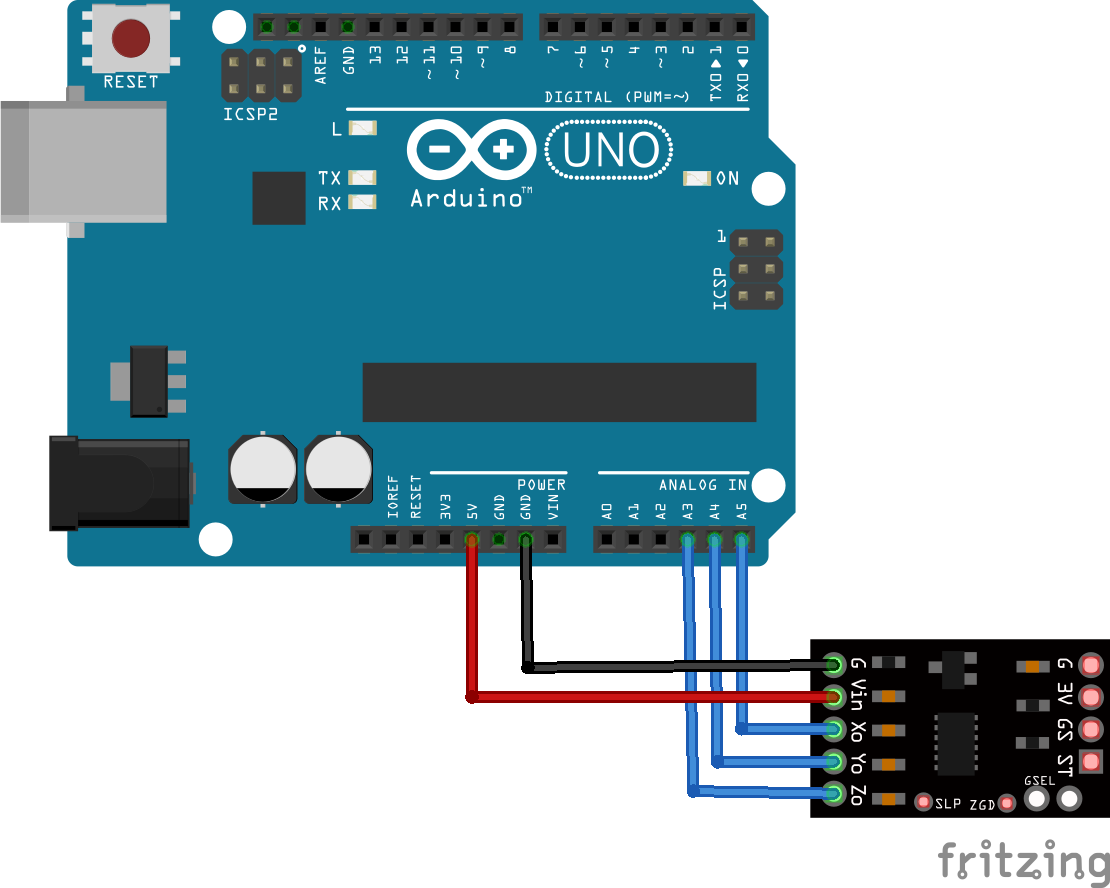 RESET
ICSP2
AREF
GND
13
12
~11
~10
~9
8
7
~6
~5
4
~3
2
TX0▶1
RX0◀0
DIGITAL (PWM=~)
L
TX
RX
Arduino™
UNO
ON
1
ICSP
IOREF
RESET
3V3
5V
GND
GND
VIN
POWER
A0
A1
A2
A3
A4
A5
ANALOG IN
G
Vin
Xo
Yo
Zo
G
3V
GS
ST
GSEL
SLP
ZGD
fritzing